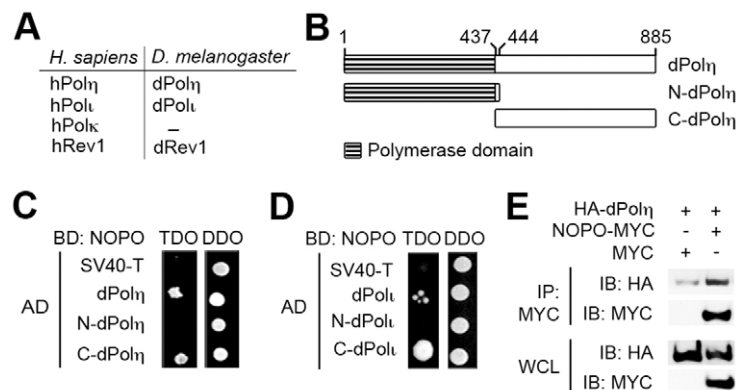 A
H. sapiens D. melanogaster
hPolη dPolη
hPolι dPolι
hPolκ –
hRev1 dRev1
B
1 437 444 885
dPolη
N-dPolη
C-dPolη
Polymerase domain
C
BD: NOPO TDO DDO
AD
SV40-T
dPolη
N-dPolη
C-dPolη
D
BD: NOPO TDO DDO
AD
SV40-T
dPolι
N-dPolι
C-dPolι
E
HA-dPolη + +
NOPO-MYC - +
MYC + -
IP: MYC
IB: HA
IB: MYC
WCL
IB: HA
IB: MYC